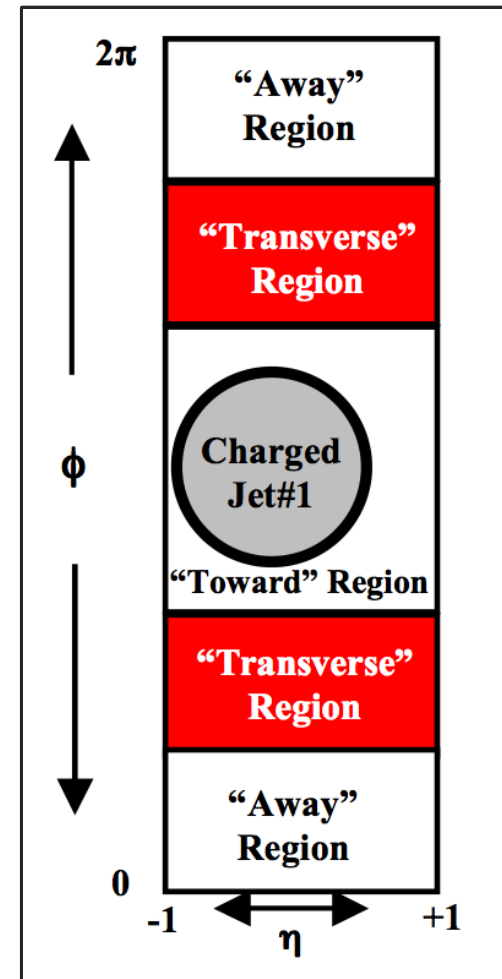 2π
“Away”
Region
“Transverse”
Region
ϕ
Charged
Jet#1
“Toward” Region
“Transverse”
Region
“Away”
Region
0
-1
η
+1